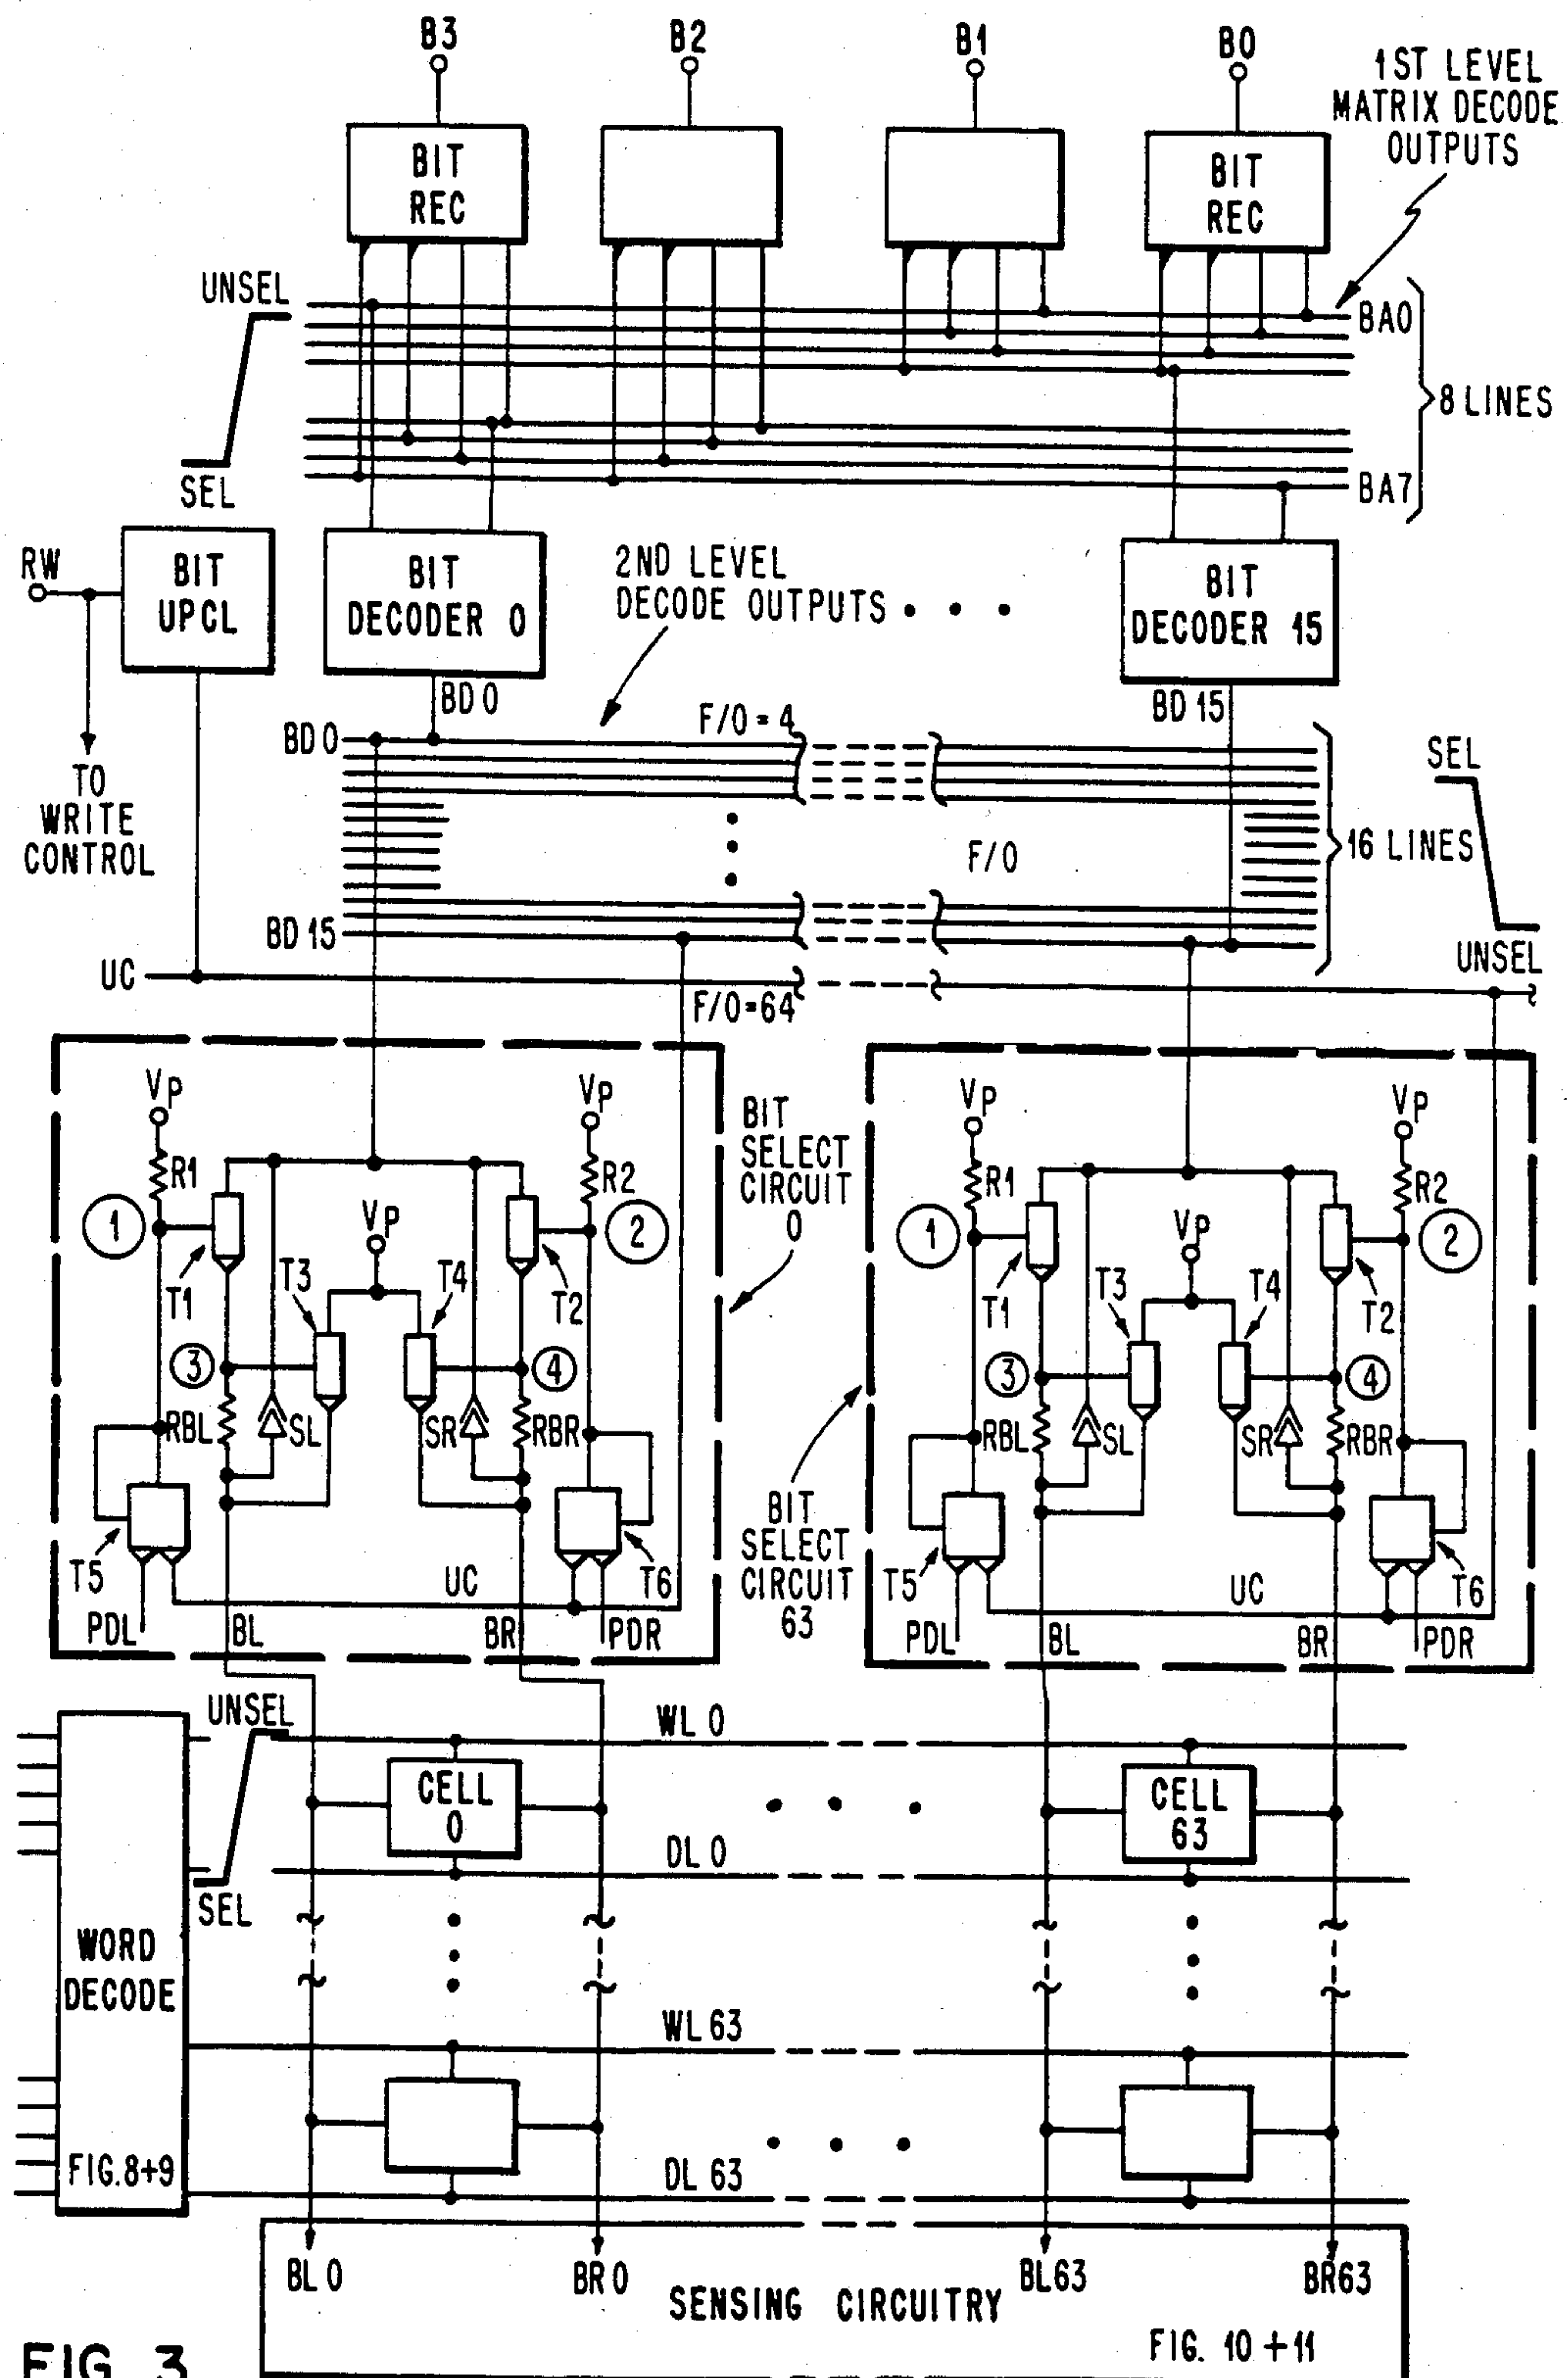 B3
B2
B1
B0
1ST LEVEL
MATRIX DECODE
OUTPUTS
BIT
REC
BIT
REC
UNSEL
SEL
BA0
8 LINES
BA7
RW
BIT
UPCL
BIT
DECODER 0
2ND LEVEL
DECODE OUTPUTS
BIT
DECODER 15
TO
WRITE
CONTROL
BD 0
BD 15
BD 0
F/O = 4
SEL
16 LINES
F/O
BD 15
UNSEL
UC
F/O=64
VP
R1
1
T1
VP
T3
T4
VP
R2
2
T2
3
4
RBL
SL
SR
RBR
T5
T6
UC
PDL
BL
BR
PDR
BIT
SELECT
CIRCUIT
0
BIT
SELECT
CIRCUIT
63
VP
R1
1
T1
VP
T3
T4
VP
R2
2
T2
3
4
RBL
SL
SR
RBR
T5
T6
UC
PDL
BL
BR
PDR
UNSEL
SEL
WORD
DECODE
FIG.8+9
WL 0
CELL
0
CELL
63
DL 0
WL 63
DL 63
BL 0
BR 0
BL63
BR63
SENSING CIRCUITRY
FIG. 10 +11
FIG. 3